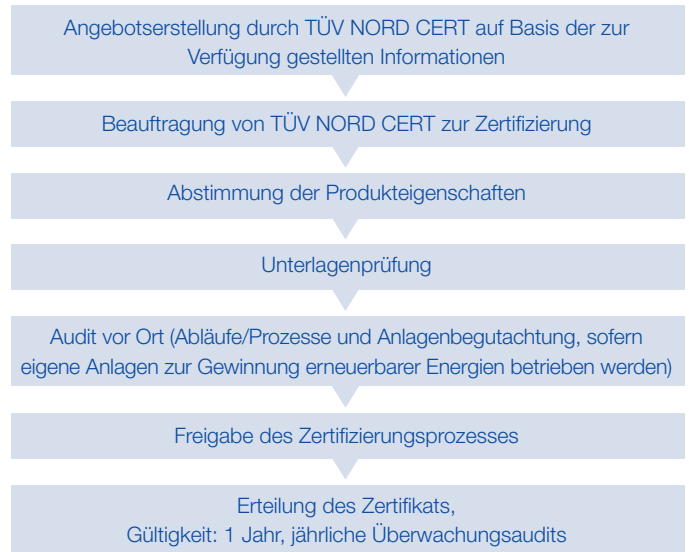 Angebotserstellung durch TÜV NORD CERT auf Basis der zur
Verfügung gestellten Informationen
Beauftragung von TÜV NORD CERT zur Zertifizierung
Abstimmung der Produkteigenschaften
Unterlagenprüfung
Audit vor Ort (Abläufe/Prozesse und Anlagenbegutachtung, sofern
eigene Anlagen zur Gewinnung erneuerbarer Energien betrieben werden)
Freigabe des Zertifizierungsprozesses
Erteilung des Zertifikats,
Gültigkeit: 1 Jahr, jährliche Überwachungsaudits